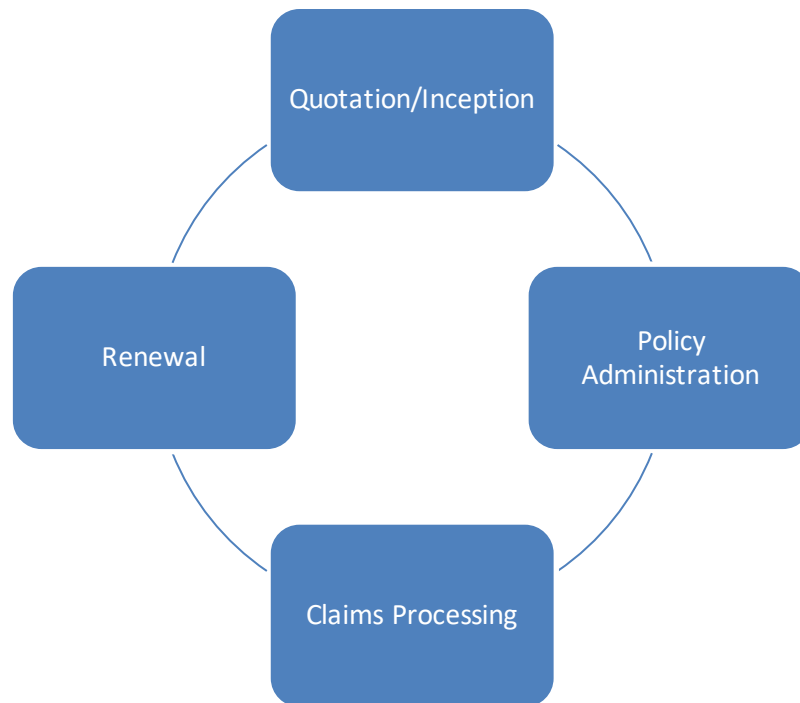 Quotation/Inception
Renewal
Policy
Administration
Claims Processing